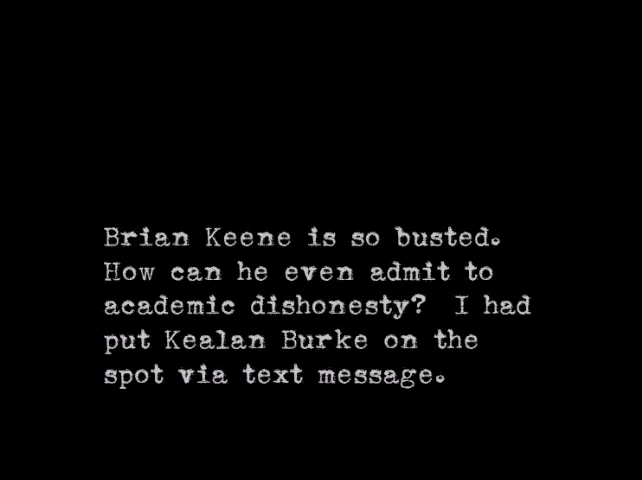 Brian Keene is so busted.
How can he even admit to
academic dishonesty?  I had
put Kealan Burke on the
spot via text message.